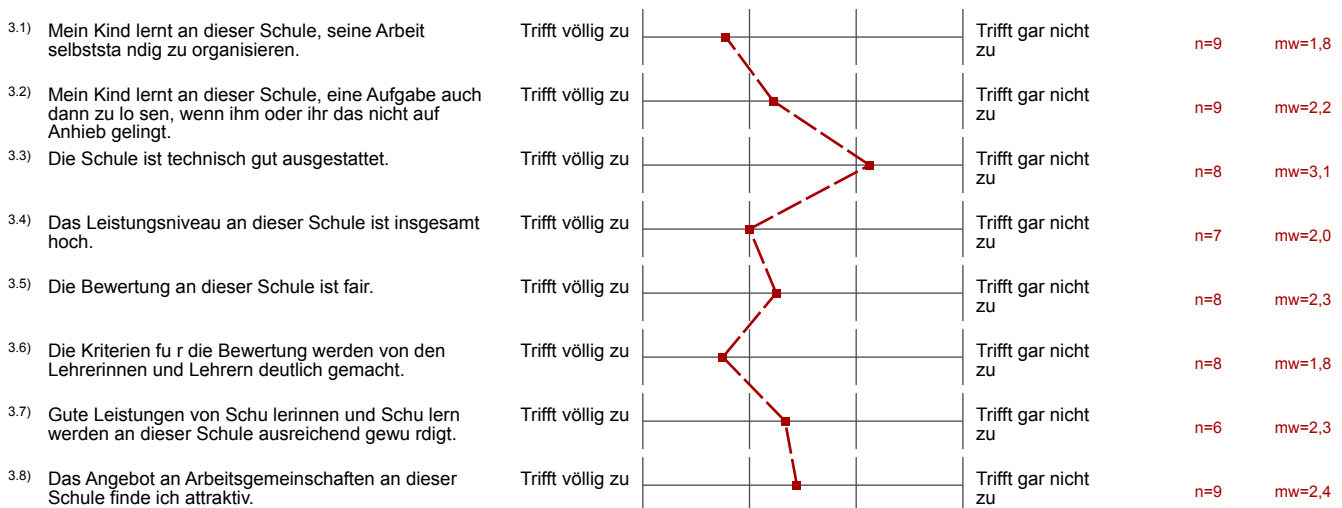 3.1) Mein Kind lernt an dieser Schule, seine Arbeit
selbststa ndig zu organisieren.
Trifft völlig zu
Trifft gar nicht
zu
n=9
mw=1,8
3.2) Mein Kind lernt an dieser Schule, eine Aufgabe auch
dann zu lo sen, wenn ihm oder ihr das nicht auf
Anhieb gelingt.
Trifft völlig zu
Trifft gar nicht
zu
n=9
mw=2,2
3.3) Die Schule ist technisch gut ausgestattet.
Trifft völlig zu
Trifft gar nicht
zu
n=8
mw=3,1
3.4) Das Leistungsniveau an dieser Schule ist insgesamt
hoch.
Trifft völlig zu
Trifft gar nicht
zu
n=7
mw=2,0
3.5) Die Bewertung an dieser Schule ist fair.
Trifft völlig zu
Trifft gar nicht
zu
n=8
mw=2,3
3.6) Die Kriterien fu r die Bewertung werden von den
Lehrerinnen und Lehrern deutlich gemacht.
Trifft völlig zu
Trifft gar nicht
zu
n=8
mw=1,8
3.7) Gute Leistungen von Schu lerinnen und Schu lern
werden an dieser Schule ausreichend gewu rdigt.
Trifft völlig zu
Trifft gar nicht
zu
n=6
mw=2,3
3.8) Das Angebot an Arbeitsgemeinschaften an dieser
Schule finde ich attraktiv.
Trifft völlig zu
Trifft gar nicht
zu
n=9
mw=2,4